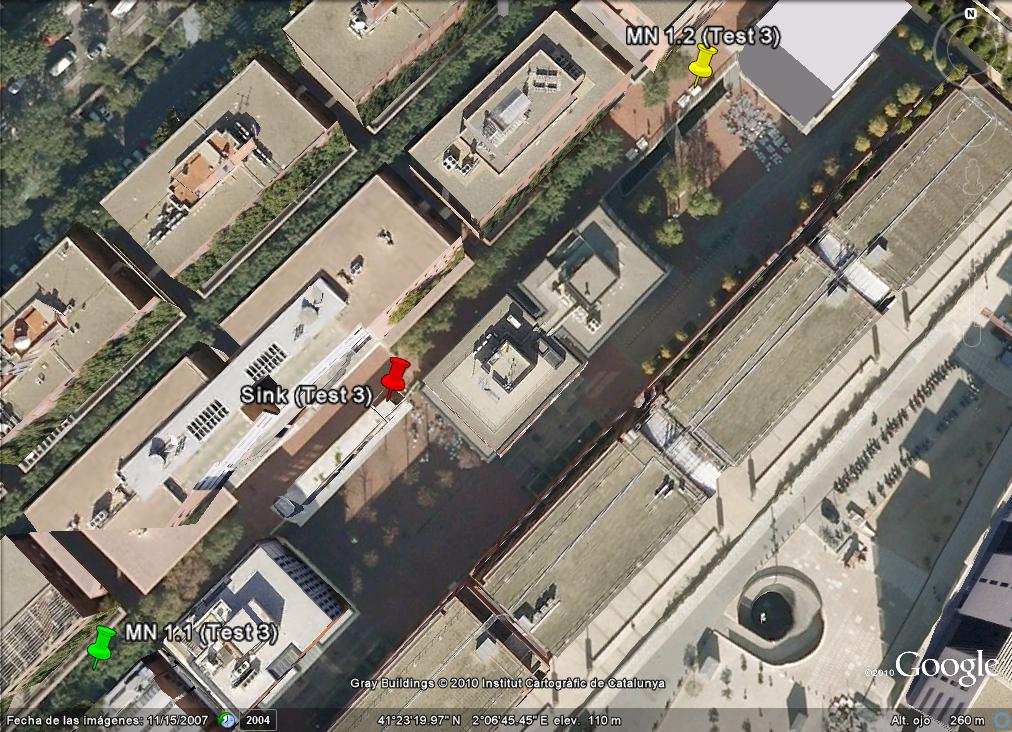 N
MN 1.2 (Test 3)
Sink (Test 3)
MN 1.1 (Test 3)
©2010 Google
Gray Buildings © 2010 Institut Cartogràfic de Catalunya
Fecha de las imágenes: 11/15/2007 2004 41°23'19.97" N 2°06'45.45" E elev. 110 m Alt. ojo 260 m